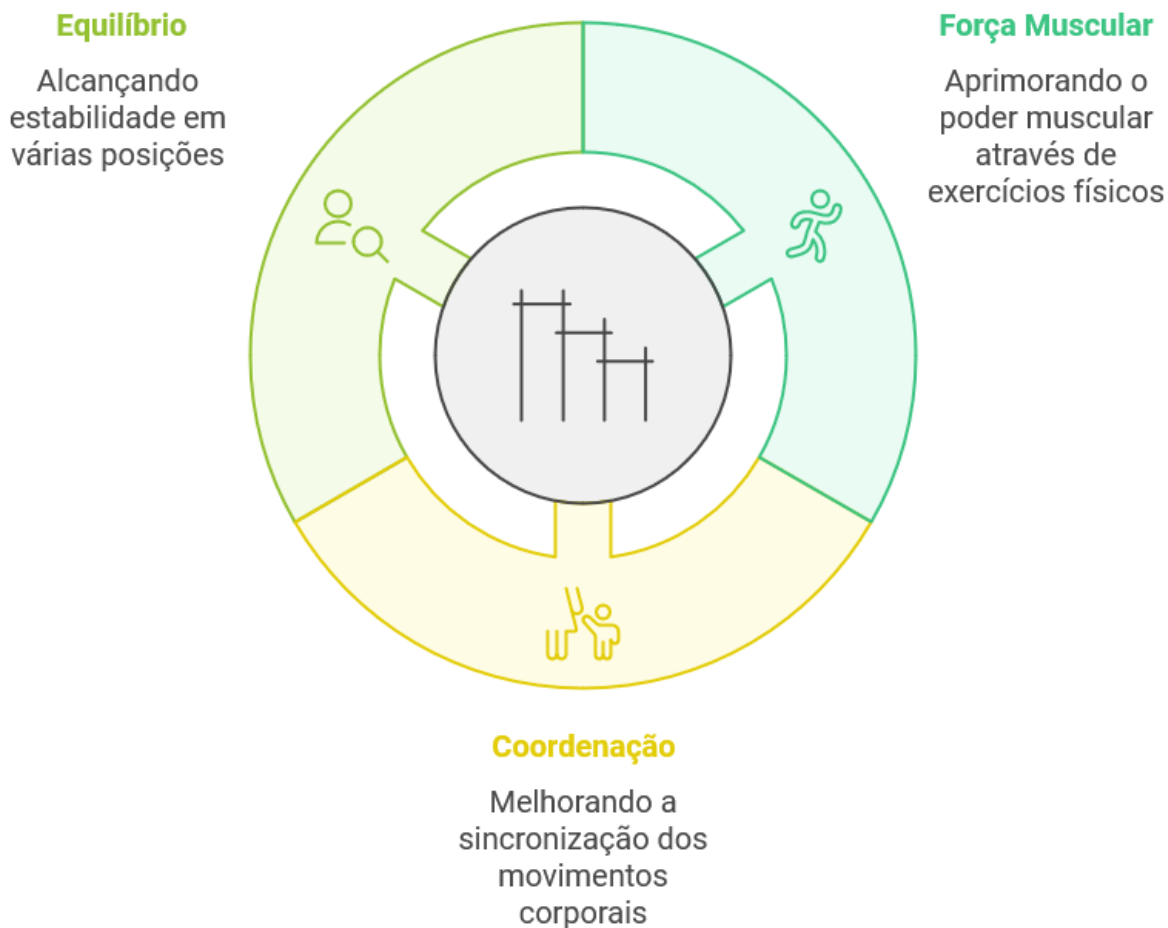 Equilíbrio
Alcançando
estabilidade em
várias posições
Força Muscular
Aprimorando o
poder muscular
através de
exercícios físicos
Coordenação
Melhorando a
sincronização dos
movimentos
corporais